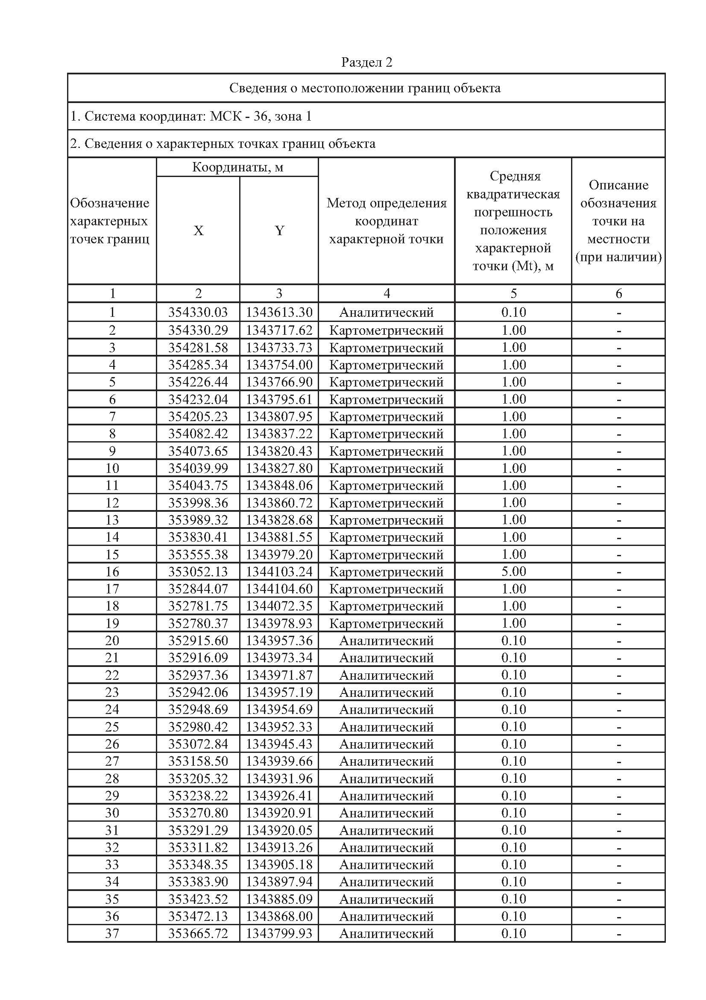 Раздел 2
Сведения о местоположении границ объекта
1. Система координат: МСК - 36, зона 1
2. Сведения о характерных точках границ объекта
Обозначение
характерных
точек границ
Координаты, м
X Y
Метод определения
координат
характерной точки
Средняя
квадратическая
погрешность
положения
характерной
точки (Mt), м
Описание
обозначения
точки на
местности
(при наличии)
1 2 3 4 5 6
1 354330.03 1343613.30 Аналитический 0.10 -
2 354330.29 1343717.62 Картометрический 1.00 -
3 354281.58 1343733.73 Картометрический 1.00 -
4 354285.34 1343754.00 Картометрический 1.00 -
5 354226.44 1343766.90 Картометрический 1.00 -
6 354232.04 1343795.61 Картометрический 1.00 -
7 354205.23 1343807.95 Картометрический 1.00 -
8 354082.42 1343837.22 Картометрический 1.00 -
9 354073.65 1343820.43 Картометрический 1.00 -
10 354039.99 1343827.80 Картометрический 1.00 -
11 354043.75 1343848.06 Картометрический 1.00 -
12 353998.36 1343860.72 Картометрический 1.00 -
13 353989.32 1343828.68 Картометрический 1.00 -
14 353830.41 1343881.55 Картометрический 1.00 -
15 353555.38 1343979.20 Картометрический 1.00 -
16 353052.13 1344103.24 Картометрический 5.00 -
17 352844.07 1344104.60 Картометрический 1.00 -
18 352781.75 1344072.35 Картометрический 1.00 -
19 352780.37 1343978.93 Картометрический 1.00 -
20 352915.60 1343957.36 Аналитический 0.10 -
21 352916.09 1343973.34 Аналитический 0.10 -
22 352937.36 1343971.87 Аналитический 0.10 -
23 352942.06 1343957.19 Аналитический 0.10 -
24 352948.69 1343954.69 Аналитический 0.10 -
25 352980.42 1343952.33 Аналитический 0.10 -
26 353072.84 1343945.43 Аналитический 0.10 -
27 353158.50 1343939.66 Аналитический 0.10 -
28 353205.32 1343931.96 Аналитический 0.10 -
29 353238.22 1343926.41 Аналитический 0.10 -
30 353270.80 1343920.91 Аналитический 0.10 -
31 353291.29 1343920.05 Аналитический 0.10 -
32 353311.82 1343913.26 Аналитический 0.10 -
33 353348.35 1343905.18 Аналитический 0.10 -
34 353383.90 1343897.94 Аналитический 0.10 -
35 353423.52 1343885.09 Аналитический 0.10 -
36 353472.13 1343868.00 Аналитический 0.10 -
37 353665.72 1343799.93 Аналитический 0.10 -